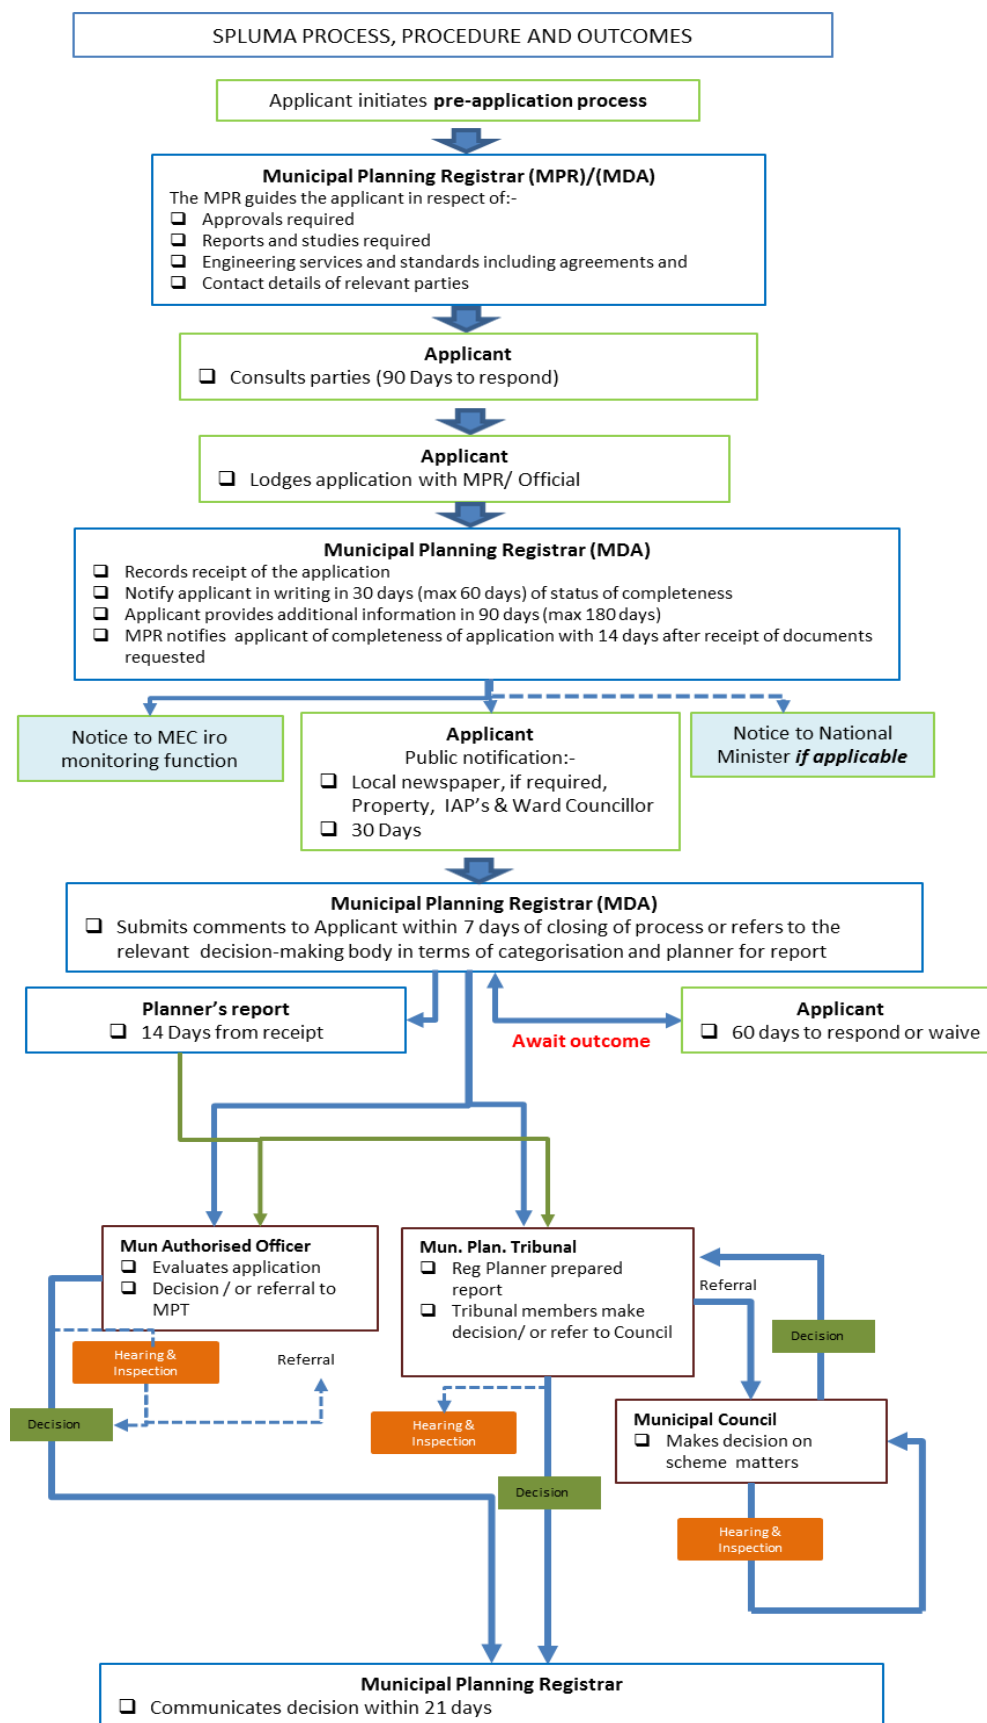 SPLUMA PROCESS, PROCEDURE AND OUTCOMES
Applicant initiates pre-application process
Municipal Planning Registrar (MPR)/(MDA)
The MPR guides the applicant in respect of:-
❑ Approvals required
❑ Reports and studies required
❑ Engineering services and standards including agreements and
❑ Contact details of relevant parties
Applicant
❑ Consults parties (90 Days to respond)
Applicant
❑ Lodges application with MPR/ Official
Municipal Planning Registrar (MDA)
❑ Records receipt of the application
❑ Notify applicant in writing in 30 days (max 60 days) of status of completeness
❑ Applicant provides additional information in 90 days (max 180 days)
❑ MPR notifies applicant of completeness of application with 14 days after receipt of documents
requested
Notice to MEC iro
monitoring function
Applicant
Public notification:-
❑ Local newspaper, if required,
Property, IAP's & Ward Councillor
❑ 30 Days
Notice to National
Minister if applicable
Municipal Planning Registrar (MDA)
❑ Submits comments to Applicant within 7 days of closing of process or refers to the
relevant decision-making body in terms of categorisation and planner for report
Planner's report
❑ 14 Days from receipt
Await outcome
Applicant
❑ 60 days to respond or waive
Mun Authorised Officer
❑ Evaluates application
❑ Decision / or referral to
MPT
Mun. Plan. Tribunal
❑ Reg Planner prepared
report
❑ Tribunal members make
decision/ or refer to Council
Referral
Decision
Hearing &
Inspection
Referral
Decision
Hearing &
Inspection
Municipal Council
❑ Makes decision on
scheme matters
Decision
Hearing &
Inspection
Municipal Planning Registrar
❑ Communicates decision within 21 days